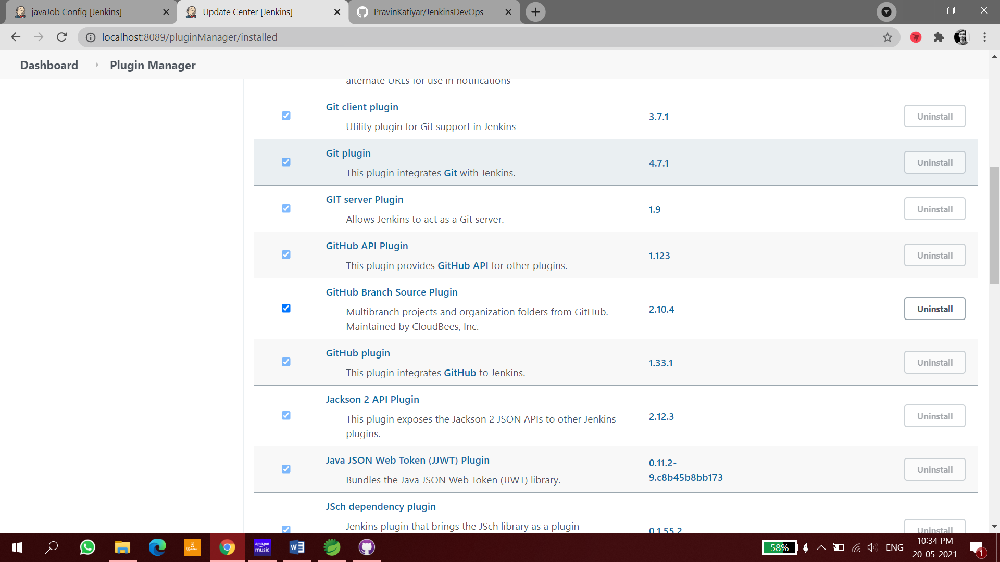 javaJob Config [Jenkins]
Update Center [Jenkins]
PravinKatiyar/JenkinsDevOps
localhost:8089/pluginManager/installed
Dashboard
Plugin Manager
alternate URLs for use in notifications
Git client plugin
Utility plugin for Git support in Jenkins
3.7.1
Uninstall
Git plugin
This plugin integrates Git with Jenkins.
4.7.1
Uninstall
GIT server Plugin
Allows Jenkins to act as a Git server.
1.9
Uninstall
GitHub API Plugin
This plugin provides GitHub API for other plugins.
1.123
Uninstall
GitHub Branch Source Plugin
Multibranch projects and organization folders from GitHub.
Maintained by CloudBees, Inc.
2.10.4
Uninstall
GitHub plugin
This plugin integrates GitHub to Jenkins.
1.33.1
Uninstall
Jackson 2 API Plugin
This plugin exposes the Jackson 2 JSON APIs to other Jenkins
plugins.
2.12.3
Uninstall
Java JSON Web Token (JJWT) Plugin
Bundles the Java JSON Web Token (JJWT) library.
0.11.2-
9.c8b45b8bb173
Uninstall
JSch dependency plugin
Jenkins plugin that brings the JSch library as a plugin
0.1.55.2
Uninstall
amazon
music
58%
ENG
10:34 PM
20-05-2021
1